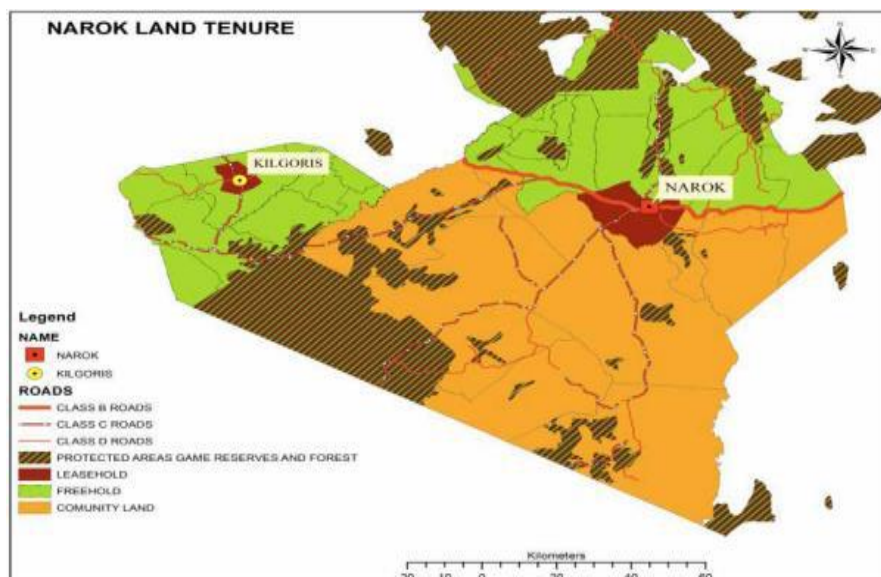 NAROK LAND TENURE
KILGORIS
NAROK
Legend
NAME
NAROK
KILGORIS
ROADS
CLASS B ROADS
CLASS C ROADS
CLASS D ROADS
PROTECTED AREAS GAME RESERVES AND FOREST
LEASEHOLD
FREEHOLD
COMUNITY LAND
Kilometers
20 10 0 20 40 60